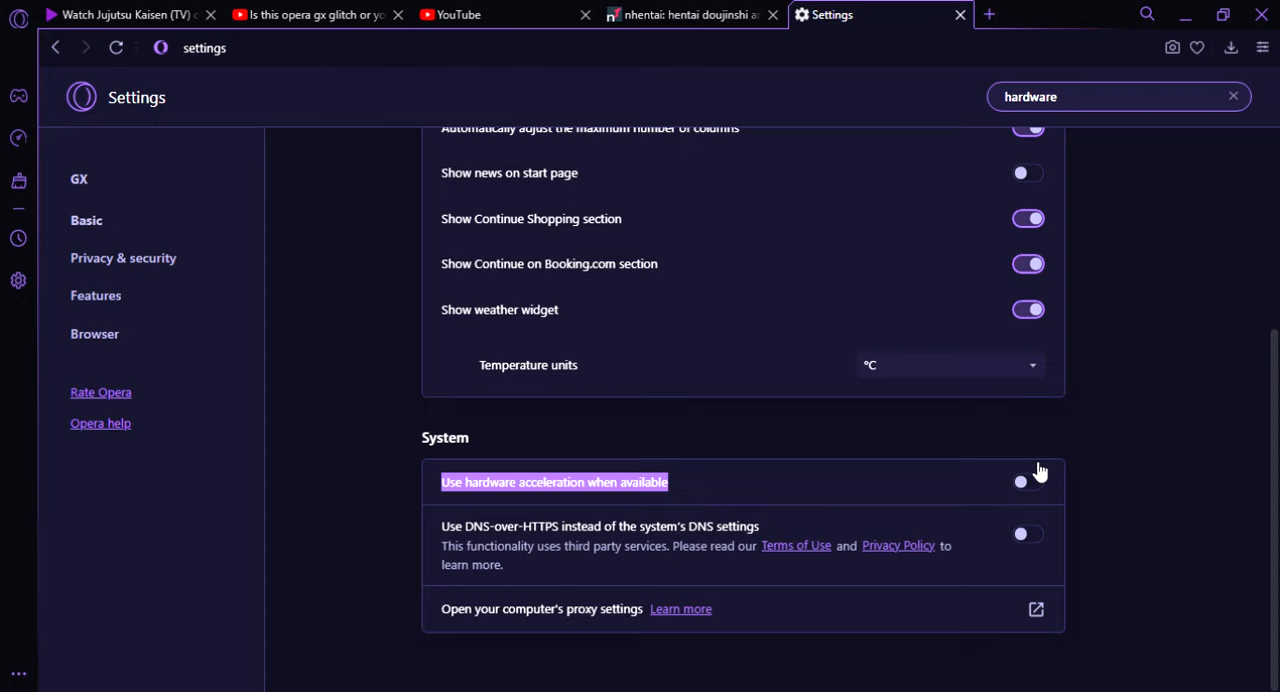 Watch Jujutsu Kaisen (TV)
Is this opera gx glitch or yo
YouTube
nhentai: hentai doujinshi a
Settings
settings
Settings
hardware
GX
Basic
Privacy & security
Features
Browser
Rate Opera
Opera help
Automatically adjust the maximum number of columns
Show news on start page
Show Continue Shopping section
Show Continue on Booking.com section
Show weather widget
Temperature units
°C
System
Use hardware acceleration when available
Use DNS-over-HTTPS instead of the system's DNS settings
This functionality uses third party services. Please read our Terms of Use and Privacy Policy to
learn more.
Open your computer's proxy settings Learn more